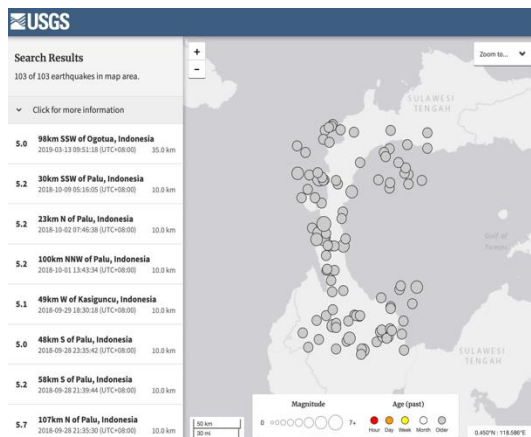 USGS
Search Results
103 of 103 earthquakes in map area.
Click for more information
5.0 98km SSW of Ogotua, Indonesia
2019-03-13 09:51:18 (UTC+08:00) 35.0 km
5.2 30km SSW of Palu, Indonesia
2018-10-09 05:16:05 (UTC+08:00) 10.0 km
5.2 23km N of Palu, Indonesia
2018-10-02 07:46:38 (UTC+08:00) 10.0 km
5.2 100km NNW of Palu, Indonesia
2018-10-01 13:43:34 (UTC+08:00) 10.0 km
5.1 49km W of Kasiguncu, Indonesia
2018-09-29 18:30:18 (UTC+08:00) 10.0 km
5.0 48km S of Palu, Indonesia
2018-09-28 23:35:42 (UTC+08:00) 10.0 km
5.2 58km S of Palu, Indonesia
2018-09-28 21:39:44 (UTC+08:00) 10.0 km
5.7 107km N of Palu, Indonesia
2018-09-28 21:35:30 (UTC+08:00) 10.0 km
+
−
Zoom to...
SULAWESI
TENGAH
Gulf of
SULAWESI
TENGAH
50 km
30 mi
Magnitude
0 7+
Age (past)
Hour Day Week Month Older
0.450°N : 118.586°E